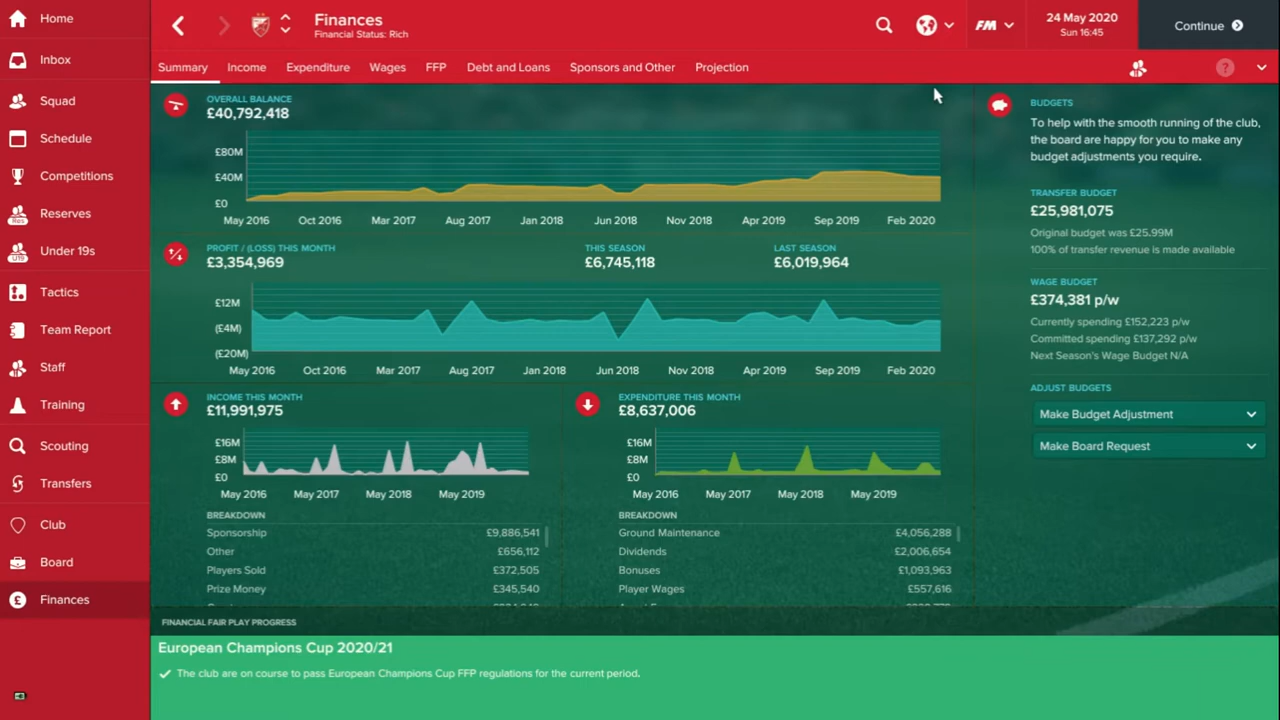 Home
Inbox
Squad
Schedule
Competitions
Reserves
Under 19s
Tactics
Team Report
Staff
Training
Scouting
Transfers
Club
Board
Finances
Finances
Financial Status: Rich
FM
24 May 2020
Sun 16:45
Continue
Summary
Income
Expenditure
Wages
FFP
Debt and Loans
Sponsors and Other
Projection
OVERALL BALANCE
£40,792,418
£80M
£40M
£0
May 2016 Oct 2016 Mar 2017 Aug 2017 Jan 2018 Jun 2018 Nov 2018 Apr 2019 Sep 2019 Feb 2020
PROFIT / (LOSS) THIS MONTH
£3,354,969
THIS SEASON
£6,745,118
LAST SEASON
£6,019,964
£12M
(£4M)
(£20M)
May 2016 Oct 2016 Mar 2017 Aug 2017 Jan 2018 Jun 2018 Nov 2018 Apr 2019 Sep 2019 Feb 2020
INCOME THIS MONTH
£11,991,975
£16M
£8M
£0
May 2016 May 2017 May 2018 May 2019
BREAKDOWN
Sponsorship £9,886,541
Other £656,112
Players Sold £372,505
Prize Money £345,540
EXPENDITURE THIS MONTH
£8,637,006
£16M
£8M
£0
May 2016 May 2017 May 2018 May 2019
BREAKDOWN
Ground Maintenance £4,056,288
Dividends £2,006,654
Bonuses £1,093,963
Player Wages £557,616
BUDGETS
To help with the smooth running of the club,
the board are happy for you to make any
budget adjustments you require.
TRANSFER BUDGET
£25,981,075
Original budget was £25.99M
100% of transfer revenue is made available
WAGE BUDGET
£374,381 p/w
Currently spending £152,223 p/w
Committed spending £137,292 p/w
Next Season's Wage Budget N/A
ADJUST BUDGETS
Make Budget Adjustment
Make Board Request
FINANCIAL FAIR PLAY PROGRESS
European Champions Cup 2020/21
The club are on course to pass European Champions Cup FFP regulations for the current period.